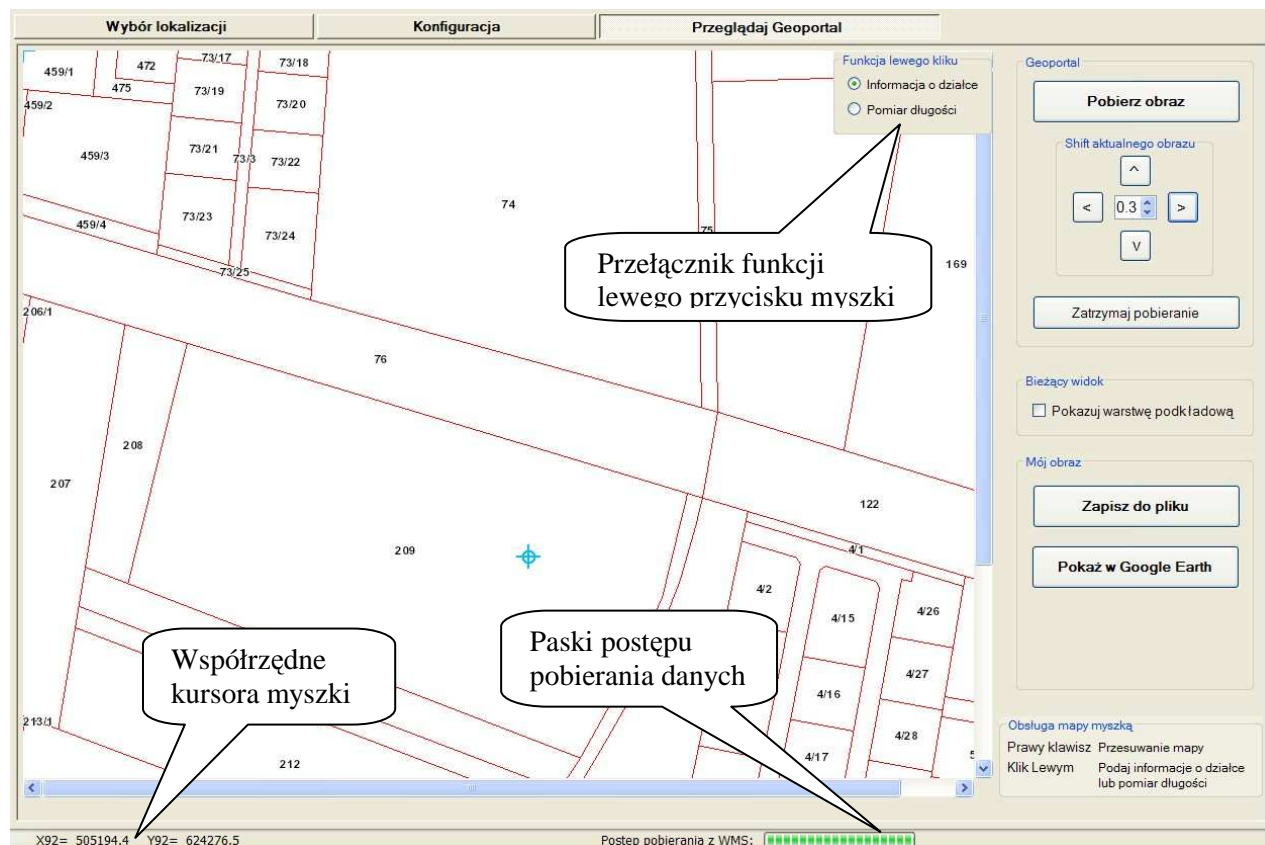 Wybór lokalizacji
Konfiguracja
Przeglądaj Geoportal
Funkcja lewego kliku
Informacja o działce
Pomiar długości
Geoportal
Pobierz obraz
Shift aktualnego obrazu
^
< 0.3 >
v
Zatrzymaj pobieranie
Bieżący widok
Pokazuj warstwę podkładową
Mój obraz
Zapisz do pliku
Pokaż w Google Earth
Obsługa mapy myszką
Prawy klawisz Przesuwanie mapy
Klik Lewym Podaj informacje o działce
lub pomiar długości
459/1
472
73/17
73/18
475
73/19
73/20
459/2
459/3
73/21
73/3
73/22
74
75
459/4
73/23
73/24
169
73/25
Przełącznik funkcji
lewego przycisku myszki
206/1
76
208
207
122
209
4/1
4/2
4/15
4/26
4/27
4/16
4/28
4/17
213/1
212
5
Współrzędne
kursora myszki
Paski postępu
pobierania danych
X92= 505194.4 Y92= 624276.5
Postęp pobierania z WMS: